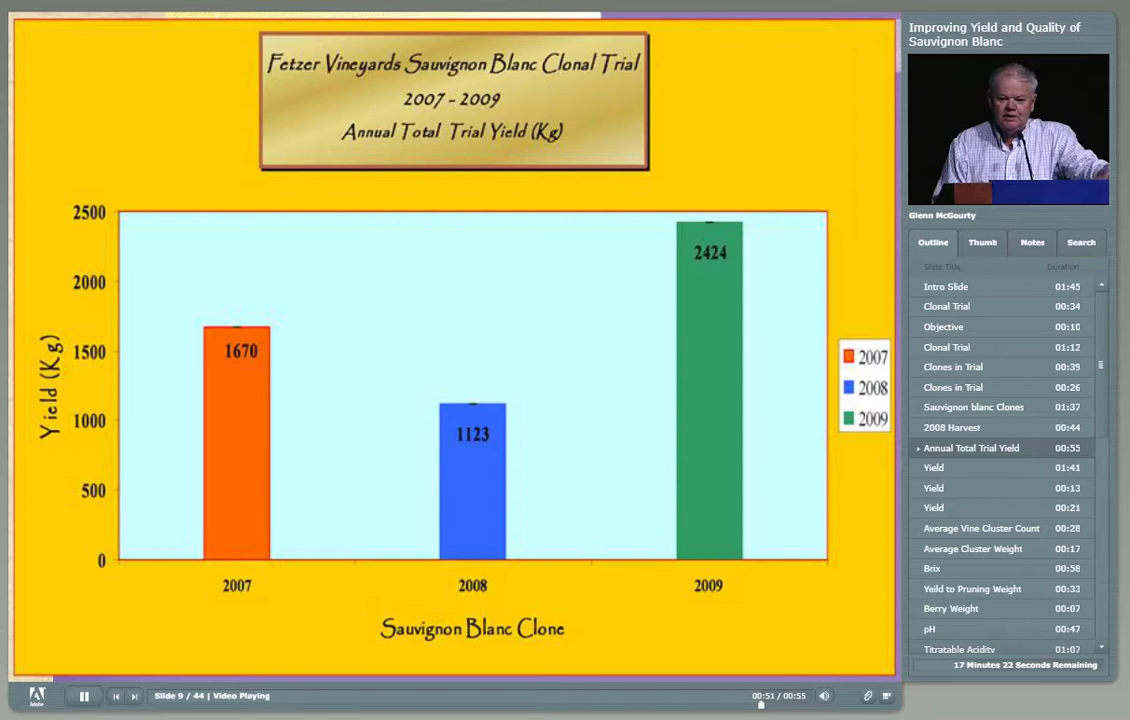 Fetzer Vineyards Sauvignon Blanc Clonal Trial
2007 - 2009
Annual Total Trial Yield (Kg)
2500
2000
1500
1000
500
0
Yield (Kg)
1670
1123
2424
2007
2008
2009
Sauvignon Blanc Clone
2007
2008
2009
Improving Yield and Quality of
Sauvignon Blanc
Glenn McGourty
Outline Thumb Notes Search
Slide Title Duration
Intro Slide 01:45
Clonal Trial 00:34
Objective 00:10
Clonal Trial 01:12
Clones in Trial 00:39
Clones in Trial 00:26
Sauvignon blanc Clones 01:37
2008 Harvest 00:44
Annual Total Trial Yield 00:55
Yield 01:41
Yield 00:13
Yield 00:21
Average Vine Cluster Count 00:28
Average Cluster Weight 00:17
Brix 00:58
Yeild to Pruning Weight 00:33
Berry Weight 00:07
pH 00:47
Titratable Acidity 01:07
17 Minutes 22 Seconds Remaining
Adobe
Slide 9 / 44 | Video Playing
00:51 / 00:55